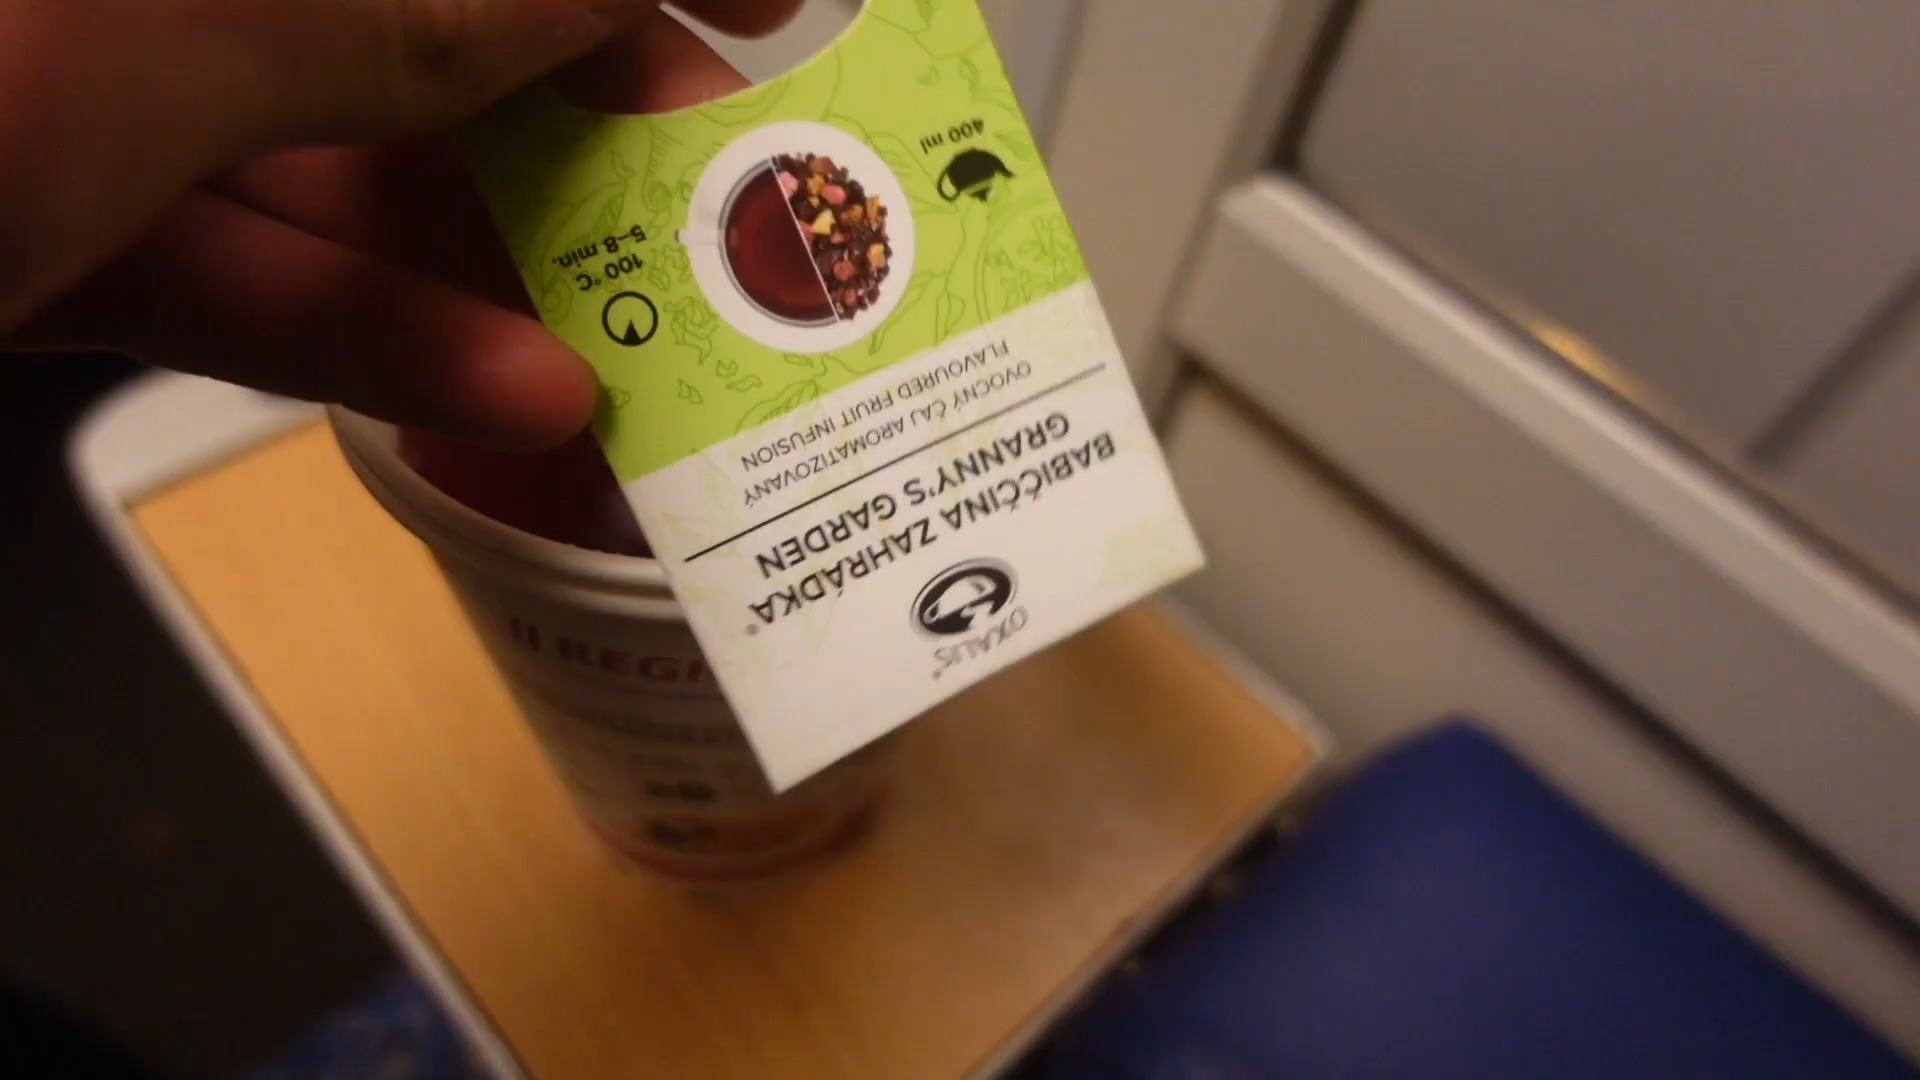 OXALIS®
BABIČČINA ZAHRÁDKA®
GRANNY'S GARDEN
OVOCNÝ ČAJ AROMATIZOVANÝ
FLAVOURED FRUIT INFUSION
100 °C
5–8 min.
400 ml